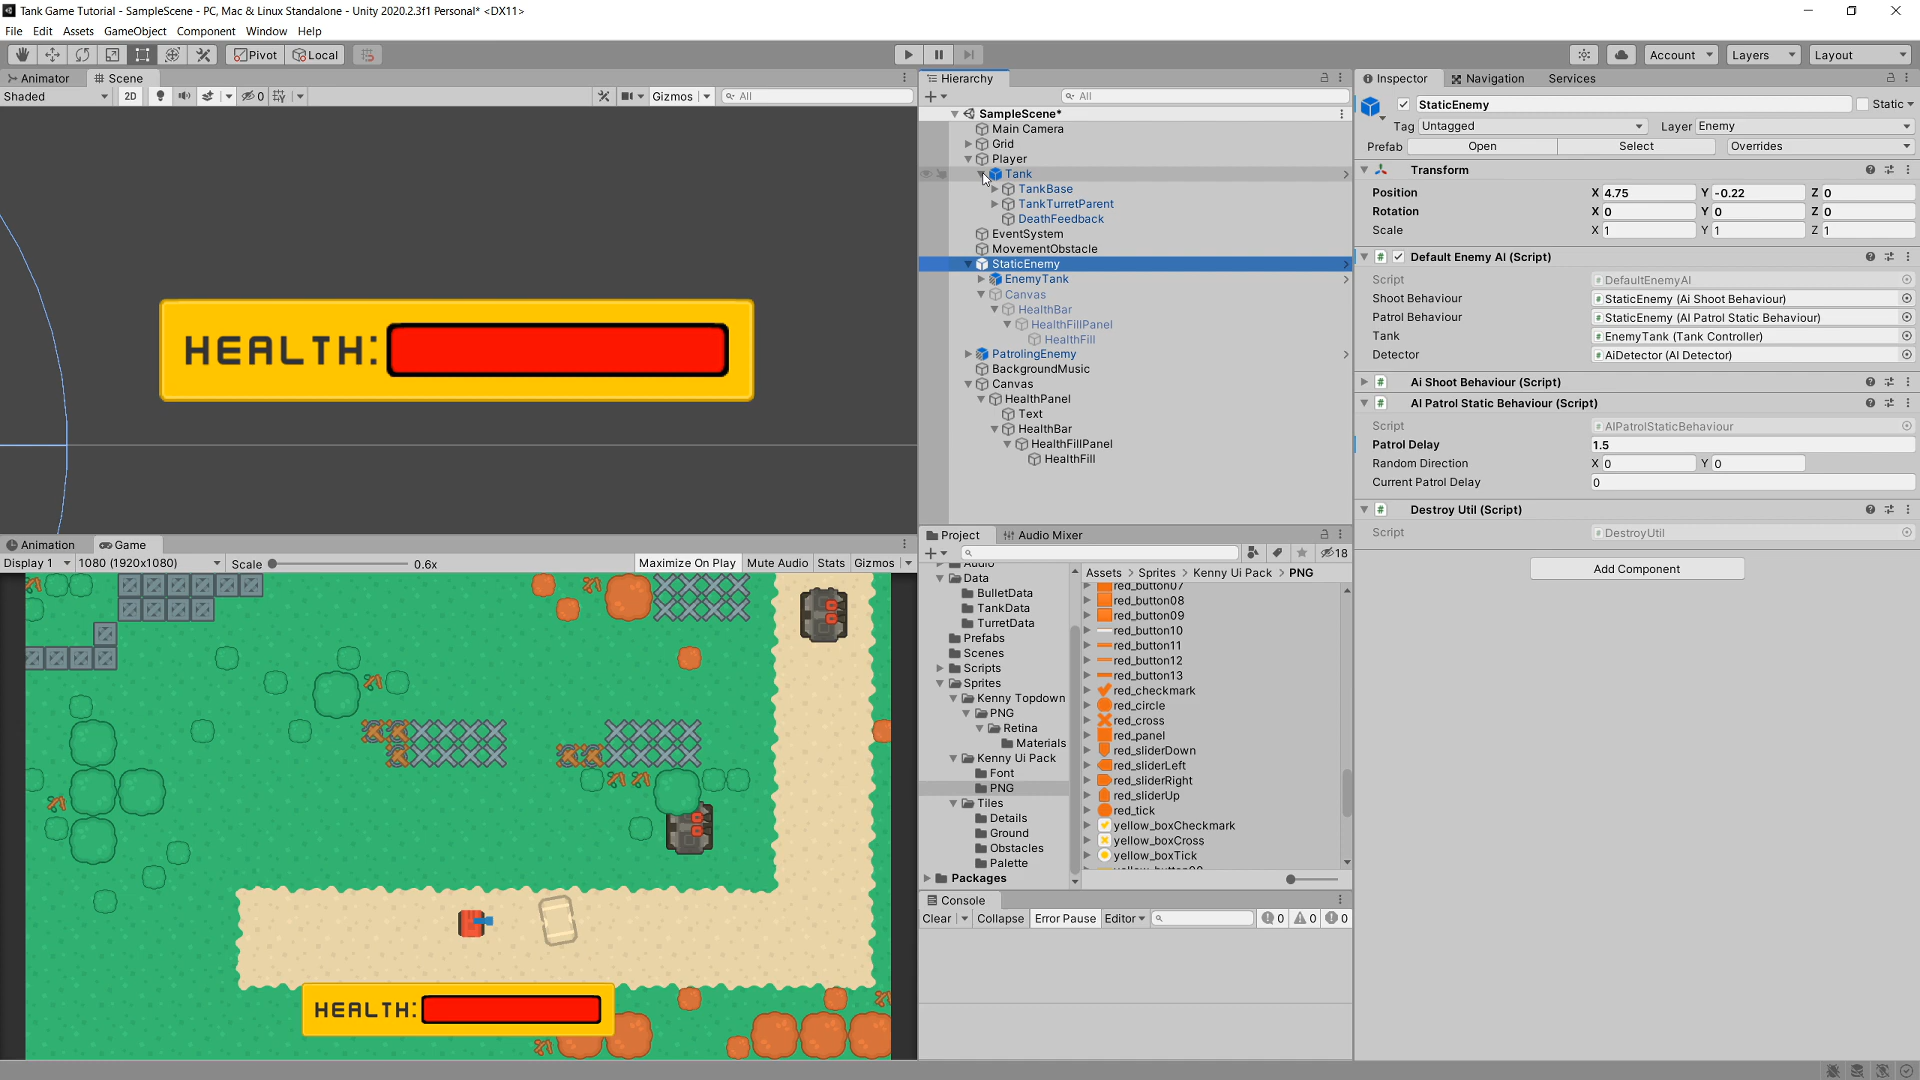 Tank Game Tutorial - SampleScene - PC, Mac & Linux Standalone - Unity 2020.2.3f1 Personal* <DX11>
File Edit Assets GameObject Component Window Help
Pivot Local Account Layers Layout
Animator Scene
Shaded 2D 0 Gizmos All
HEALTH:
Animation Game
Display 1 1080 (1920x1080) Scale 0.6x Maximize On Play Mute Audio Stats Gizmos
HEALTH:
Hierarchy
All
SampleScene*
Main Camera
Grid
Player
Tank
TankBase
TankTurretParent
DeathFeedback
EventSystem
MovementObstacle
StaticEnemy
EnemyTank
Canvas
HealthBar
HealthFillPanel
HealthFill
PatrolingEnemy
BackgroundMusic
Canvas
HealthPanel
Text
HealthBar
HealthFillPanel
HealthFill
Project Audio Mixer
18
Audio
Data
BulletData
TankData
TurretData
Prefabs
Scenes
Scripts
Sprites
Kenny Topdown
PNG
Retina
Materials
Kenny Ui Pack
Font
PNG
Tiles
Details
Ground
Obstacles
Palette
Packages
Assets > Sprites > Kenny Ui Pack > PNG
red_button07
red_button08
red_button09
red_button10
red_button11
red_button12
red_button13
red_checkmark
red_circle
red_cross
red_panel
red_sliderDown
red_sliderLeft
red_sliderRight
red_sliderUp
red_tick
yellow_boxCheckmark
yellow_boxCross
yellow_boxTick
Console
Clear Collapse Error Pause Editor 0 0 0
Inspector Navigation Services
StaticEnemy Static
Tag Untagged Layer Enemy
Prefab Open Select Overrides
Transform
Position X 4.75 Y -0.22 Z 0
Rotation X 0 Y 0 Z 0
Scale X 1 Y 1 Z 1
Default Enemy AI (Script)
Script DefaultEnemyAI
Shoot Behaviour StaticEnemy (Ai Shoot Behaviour)
Patrol Behaviour StaticEnemy (AI Patrol Static Behaviour)
Tank EnemyTank (Tank Controller)
Detector AiDetector (AI Detector)
Ai Shoot Behaviour (Script)
AI Patrol Static Behaviour (Script)
Script AIPatrolStaticBehaviour
Patrol Delay 1.5
Random Direction X 0 Y 0
Current Patrol Delay 0
Destroy Util (Script)
Script DestroyUtil
Add Component